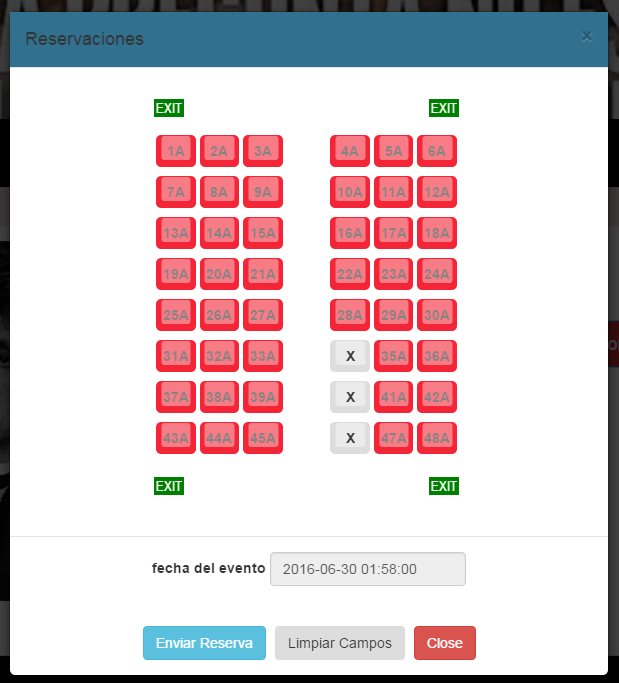 Reservaciones ×
EXIT EXIT
1A 2A 3A 4A 5A 6A
7A 8A 9A 10A 11A 12A
13A 14A 15A 16A 17A 18A
19A 20A 21A 22A 23A 24A
25A 26A 27A 28A 29A 30A
31A 32A 33A X 35A 36A
37A 38A 39A X 41A 42A
43A 44A 45A X 47A 48A
EXIT EXIT
fecha del evento 2016-06-30 01:58:00
Enviar Reserva Limpiar Campos Close